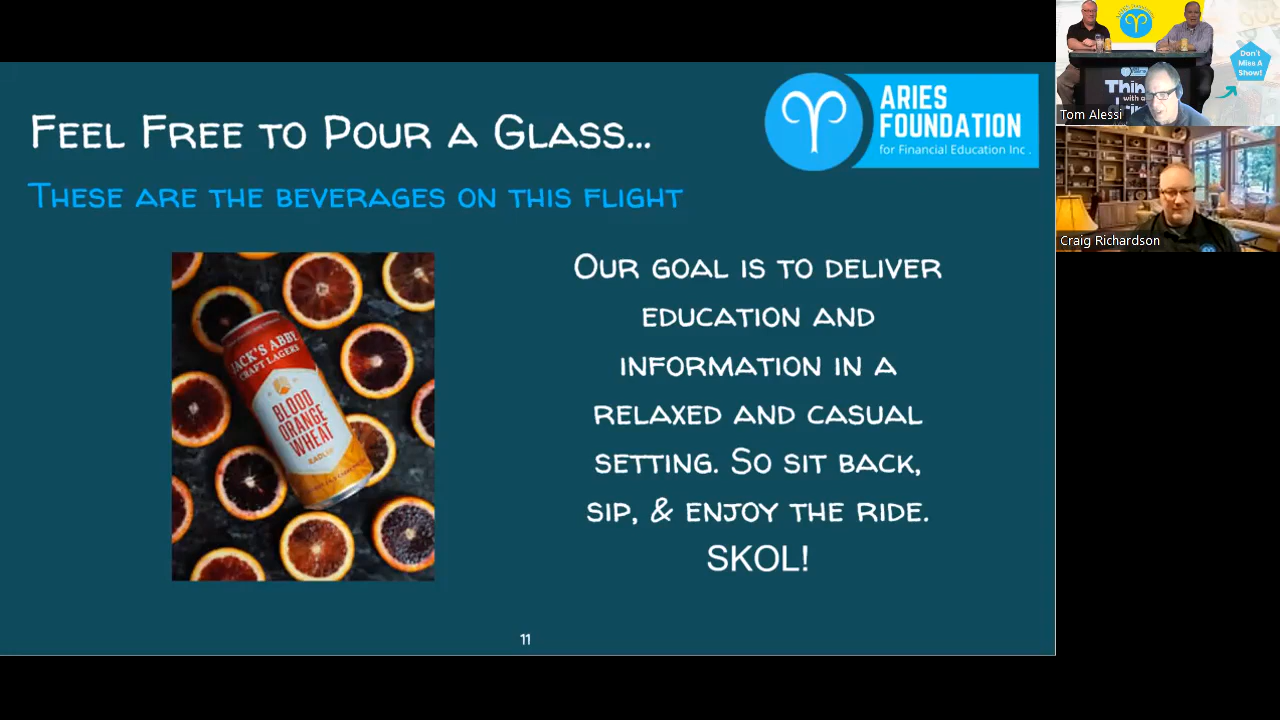 FEEL FREE TO POUR A GLASS...
THESE ARE THE BEVERAGES ON THIS FLIGHT
ARIES
FOUNDATION
for Financial Education Inc.
JACK'S ABBY
CRAFT LAGERS
BLOOD
ORANGE
WHEAT
RADLER
OUR GOAL IS TO DELIVER
EDUCATION AND
INFORMATION IN A
RELAXED AND CASUAL
SETTING. SO SIT BACK,
SIP, & ENJOY THE RIDE.
SKOL!
11
Don't
Miss A
Show!
with a
Tom Alessi
Craig Richardson